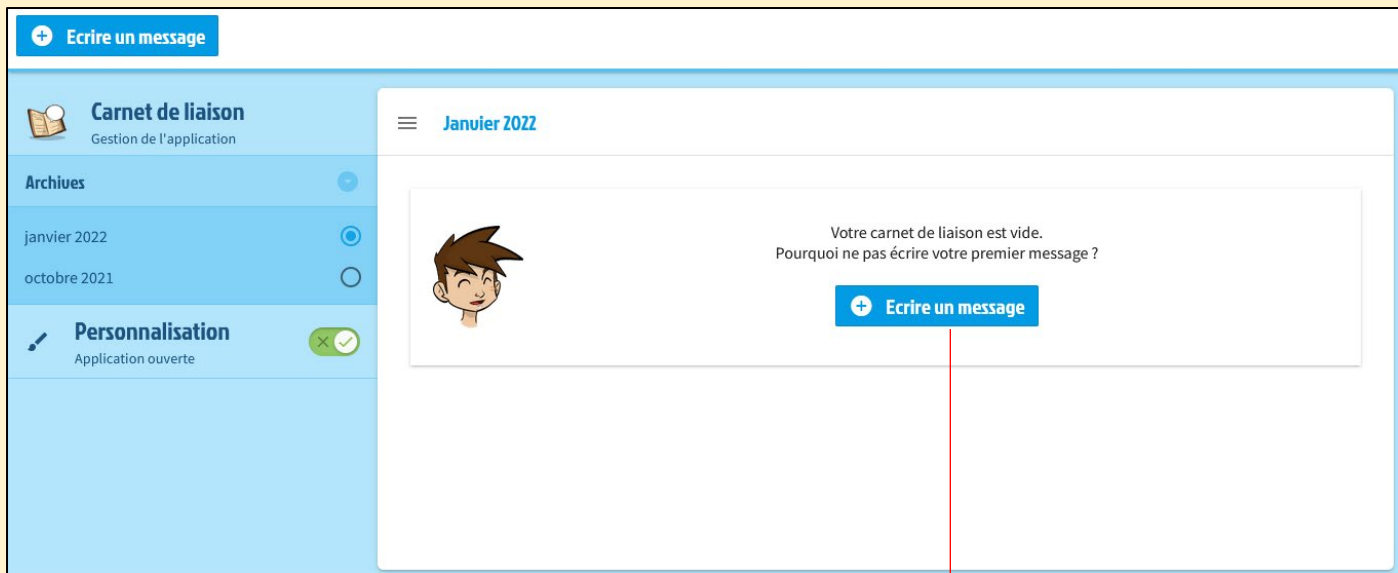 Ecrire un message
Carnet de liaison
Gestion de l'application
Archives
janvier 2022
octobre 2021
Personnalisation
Application ouverte
Janvier 2022
Votre carnet de liaison est vide.
Pourquoi ne pas écrire votre premier message ?
Ecrire un message